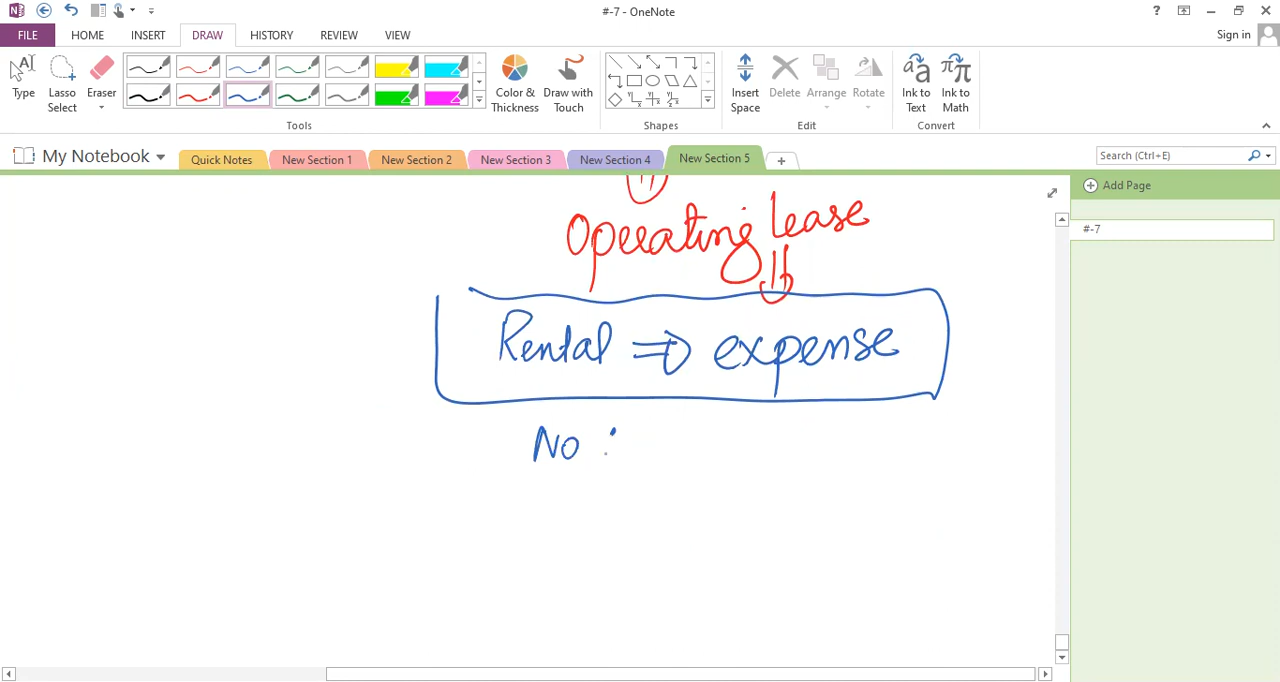 #-7 - OneNote
?
Sign in
FILE HOME INSERT DRAW HISTORY REVIEW VIEW
Type
Lasso Select
Eraser
Color & Thickness
Draw with Touch
Insert Space
Delete
Arrange
Rotate
Ink to Text
Ink to Math
Tools
Shapes
Edit
Convert
My Notebook
Quick Notes
New Section 1
New Section 2
New Section 3
New Section 4
New Section 5
Search (Ctrl+E)
Add Page
#-7
Operating lease
Rental ⇒ expense
No